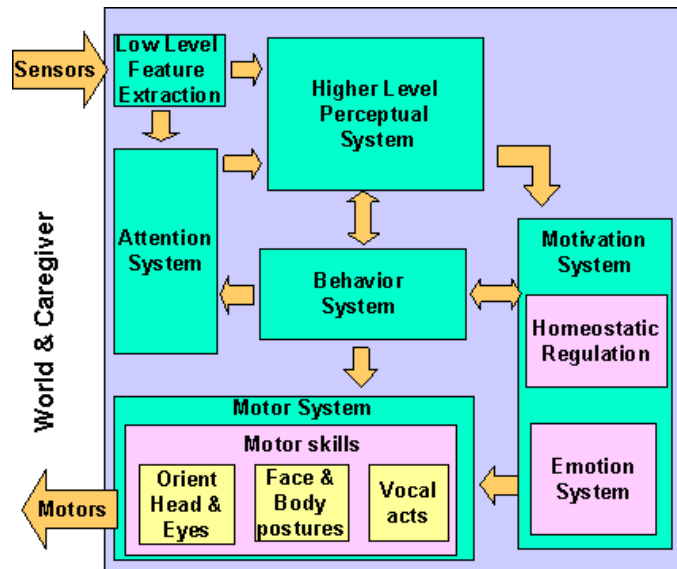 Sensors
Low Level
Feature
Extraction
Higher Level
Perceptual
System
Attention
System
Behavior
System
Motivation
System
Homeostatic
Regulation
Emotion
System
World & Caregiver
Motor System
Motor skills
Orient
Head &
Eyes
Face &
Body
postures
Vocal
acts
Motors